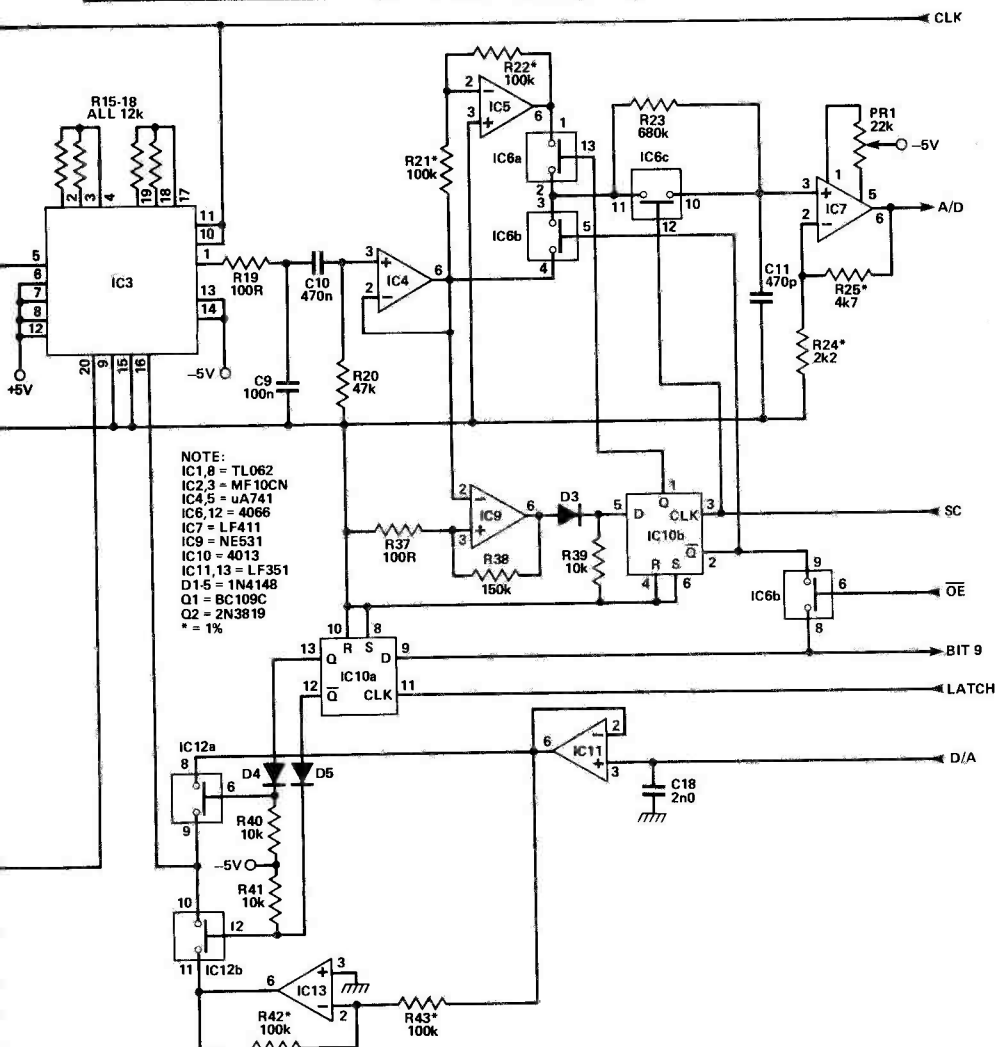 CLK
R22*
100k
2
IC5
3
6
R15-18
ALL 12k
1
IC6a
13
R23
680k
PR1
22k
−5V
R21*
100k
2
IC6c
2
3
4
19
18
17
3
11
10
3
1
5
A/D
IC7
6
2
11
10
IC6b
5
12
4
5
6
7
8
12
IC3
1
R19
100R
C10
470n
3
IC4
6
2
C11
470p
R25*
4k7
13
14
+5V
−5V
R24*
2k2
20
9
15
16
C9
100n
R20
47k
NOTE:
IC1,8 = TL062
IC2,3 = MF10CN
IC4,5 = uA741
IC6,12 = 4066
IC7 = LF411
IC9 = NE531
IC10 = 4013
IC11,13 = LF351
D1-5 = 1N4148
Q1 = BC109C
Q2 = 2N3819
* = 1%
2
IC9
3
6
D3
1
Q
5
D
CLK
3
SC
IC10b
Q̅
2
R37
100R
R38
150k
R39
10k
R
S
4
6
9
IC6b
6
O̅E̅
8
10
8
R
S
13
Q
D
9
BIT 9
IC10a
12
Q̅
CLK
11
LATCH
IC12a
8
6
9
D4
D5
6
IC11
2
3
D/A
C18
2n0
R40
10k
−5V
R41
10k
10
12
11
IC12b
6
IC13
3
2
R42*
100k
R43*
100k